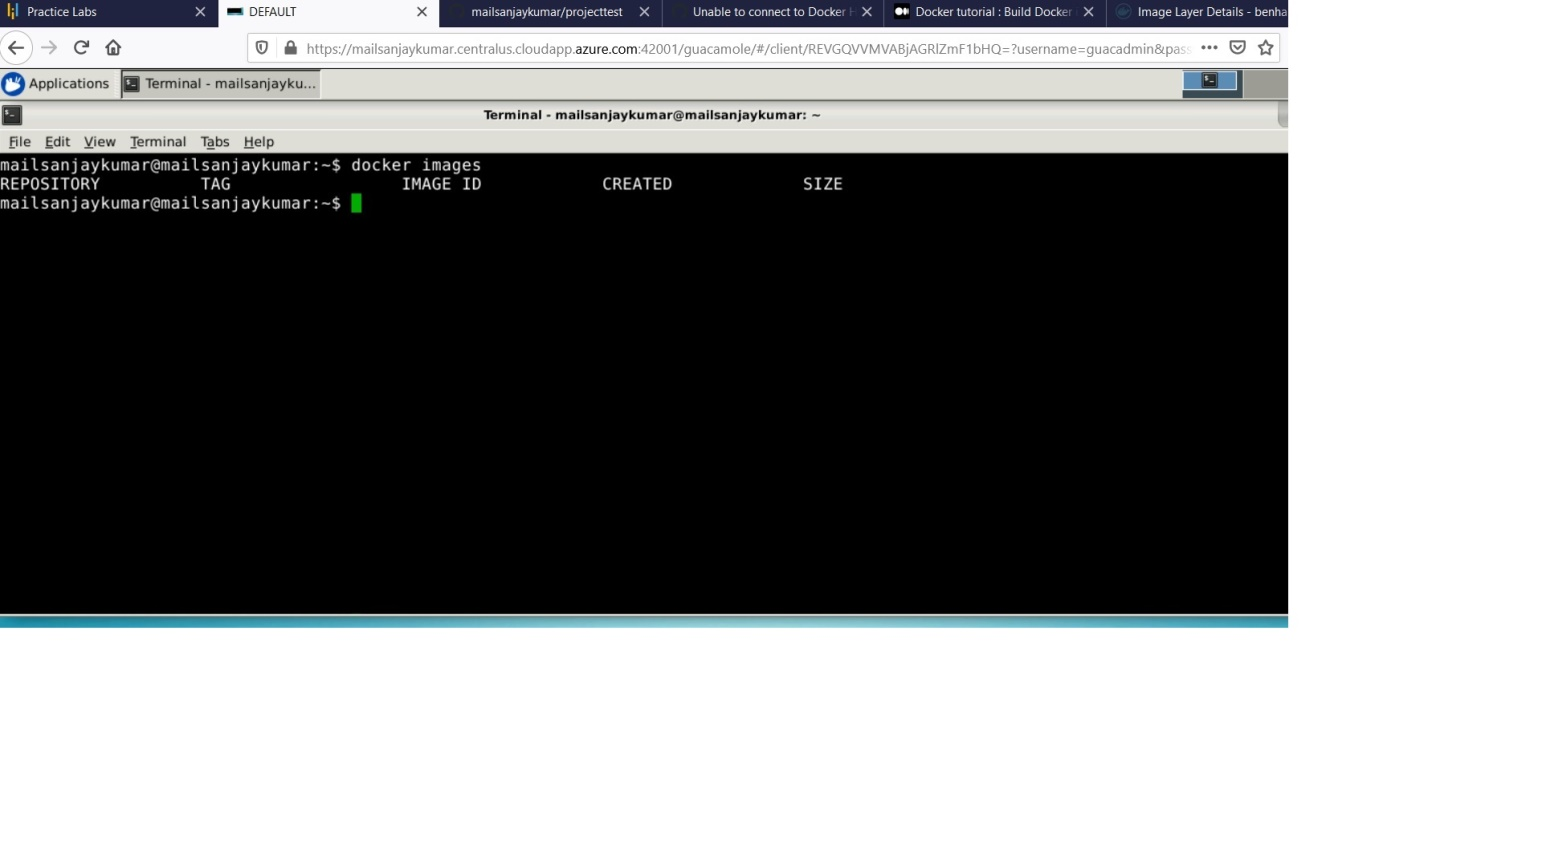 Practice Labs
DEFAULT
mailsanjaykumar/projecttest
Unable to connect to Docker H
Docker tutorial : Build Docker
Image Layer Details - benha
https://mailsanjaykumar.centralus.cloudapp.azure.com:42001/guacamole/#/client/REVGQVVMVABjAGRlZmF1bHQ=?username=guacadmin&pass
Applications
Terminal - mailsanjayku...
Terminal - mailsanjaykumar@mailsanjaykumar: ~
File Edit View Terminal Tabs Help
mailsanjaykumar@mailsanjaykumar:~$ docker images
REPOSITORY TAG IMAGE ID CREATED SIZE
mailsanjaykumar@mailsanjaykumar:~$